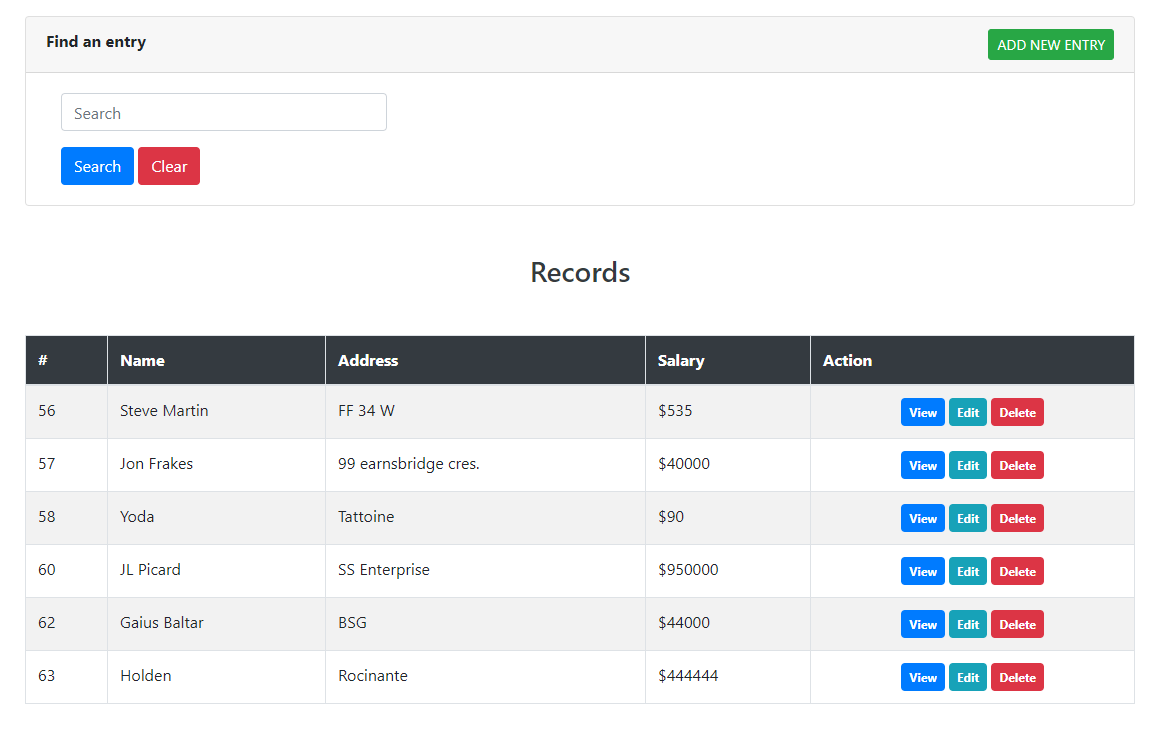 Find an entry
ADD NEW ENTRY
Search
Search Clear
Records
# Name Address Salary Action
56 Steve Martin FF 34 W $535 View Edit Delete
57 Jon Frakes 99 earnsbridge cres. $40000 View Edit Delete
58 Yoda Tattoine $90 View Edit Delete
60 JL Picard SS Enterprise $950000 View Edit Delete
62 Gaius Baltar BSG $44000 View Edit Delete
63 Holden Rocinante $444444 View Edit Delete